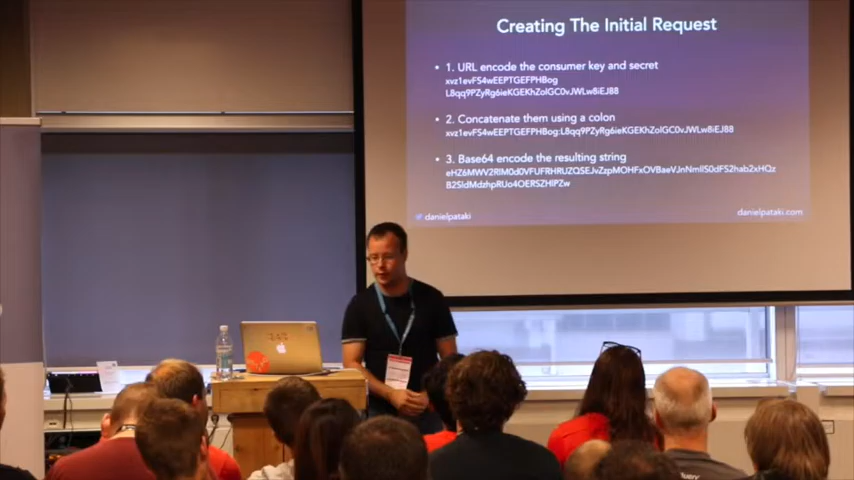 Creating The Initial Request
• 1. URL encode the consumer key and secret
xvz1evFS4wEEPTGEFPHBog
L8qq9PZyRg6ieKGEKhZolGC0vJWLw8iEJ88
• 2. Concatenate them using a colon
xvz1evFS4wEEPTGEFPHBog:L8qq9PZyRg6ieKGEKhZolGC0vJWLw8iEJ88
• 3. Base64 encode the resulting string
danielpataki
danielpataki.com